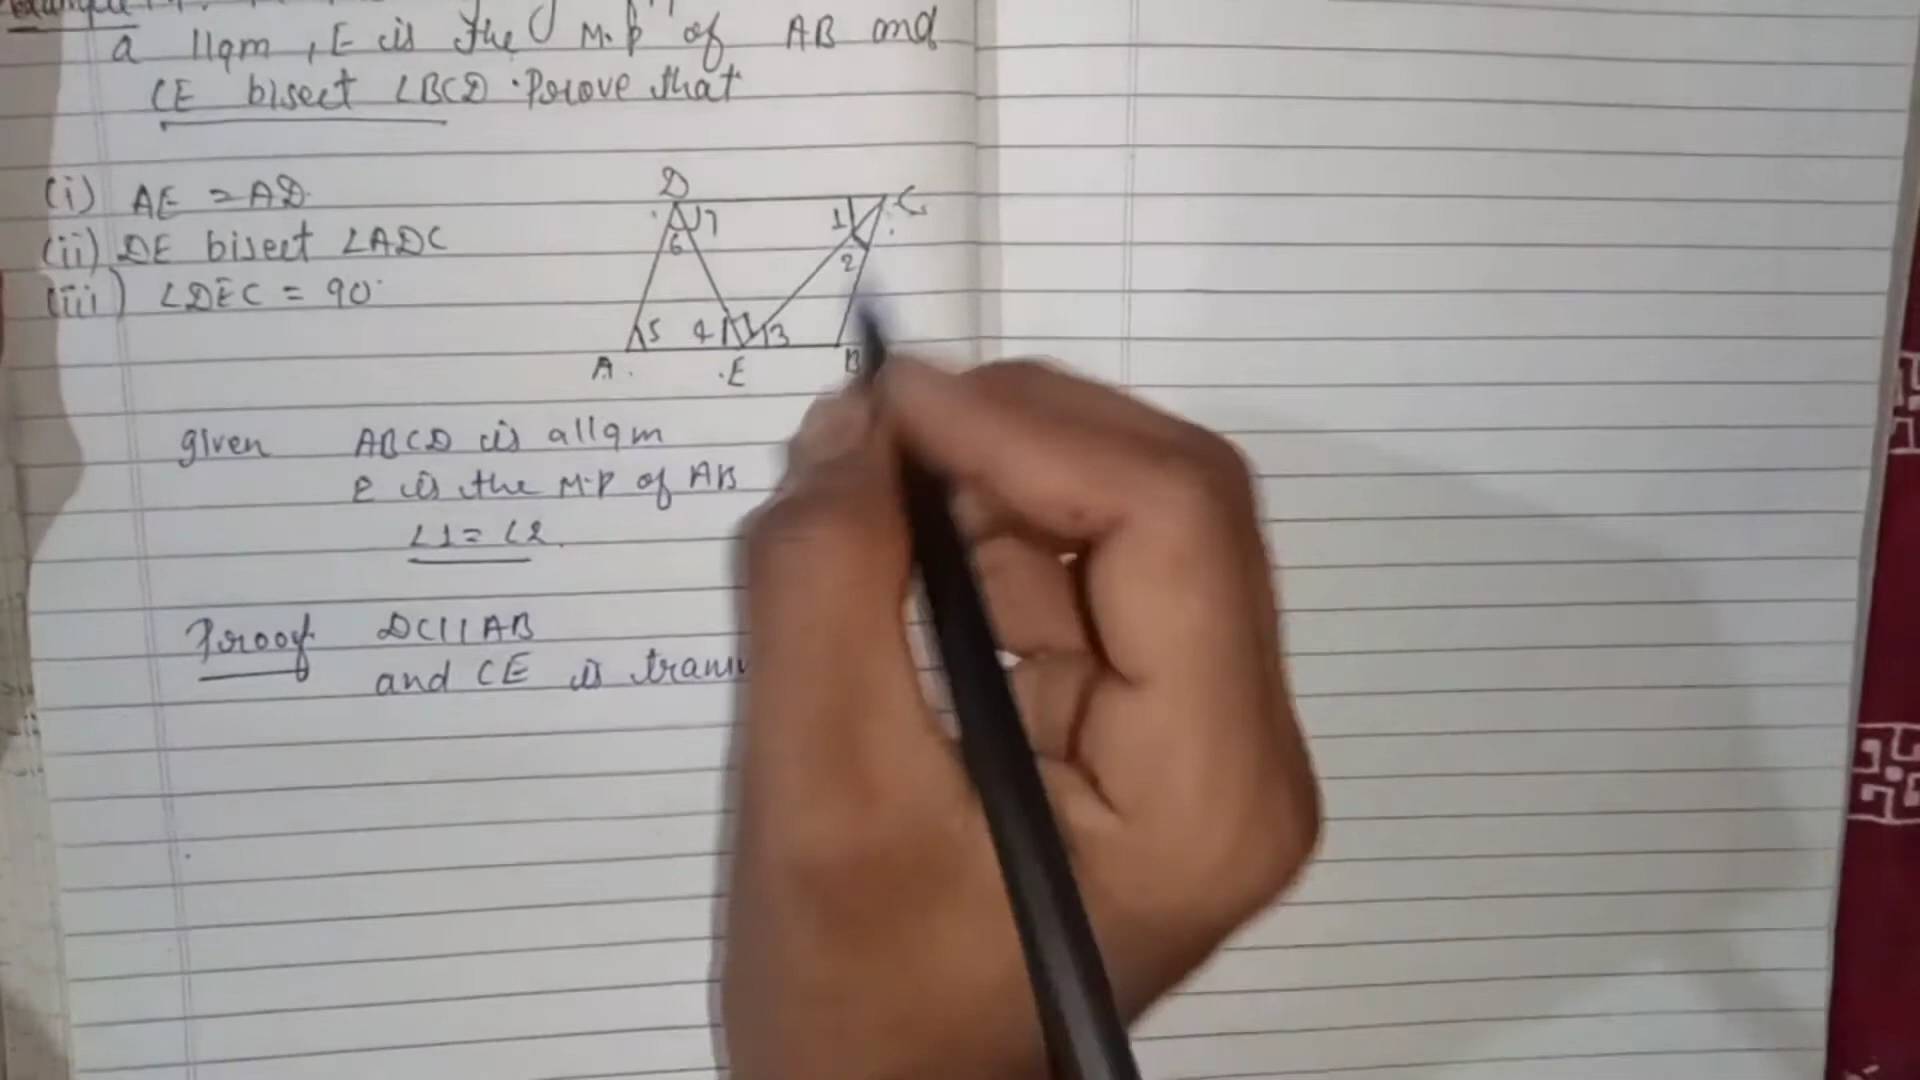 a llgm, E is the M.P of AB and
CE bisect ∠BCD . Prove that
(i) AE = AD
(ii) DE bisect ∠ADC
(iii) ∠DEC = 90°
D C
1 7
6 2
5 4 3
A . . E B
given ABCD is a llgm
E is the M.P of AB
∠1 = ∠2
Proof DC || AB
and CE is